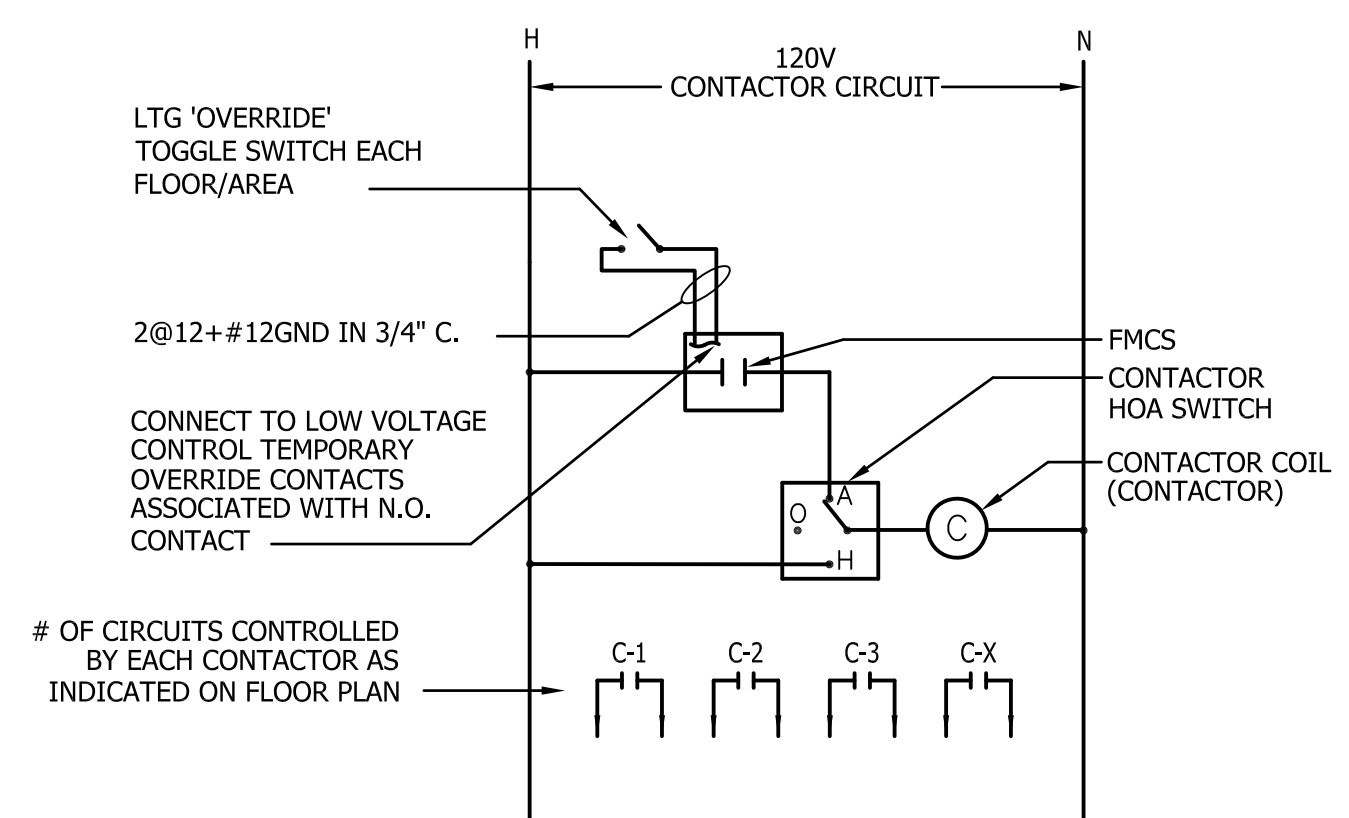 H
N
120V
CONTACTOR CIRCUIT
LTG 'OVERRIDE'
TOGGLE SWITCH EACH
FLOOR/AREA
2@12+#12GND IN 3/4" C.
FMCS
CONTACTOR
HOA SWITCH
CONNECT TO LOW VOLTAGE
CONTROL TEMPORARY
OVERRIDE CONTACTS
ASSOCIATED WITH N.O.
CONTACT
CONTACTOR COIL
(CONTACTOR)
A
O
C
H
# OF CIRCUITS CONTROLLED
BY EACH CONTACTOR AS
INDICATED ON FLOOR PLAN
C-1
C-2
C-3
C-X